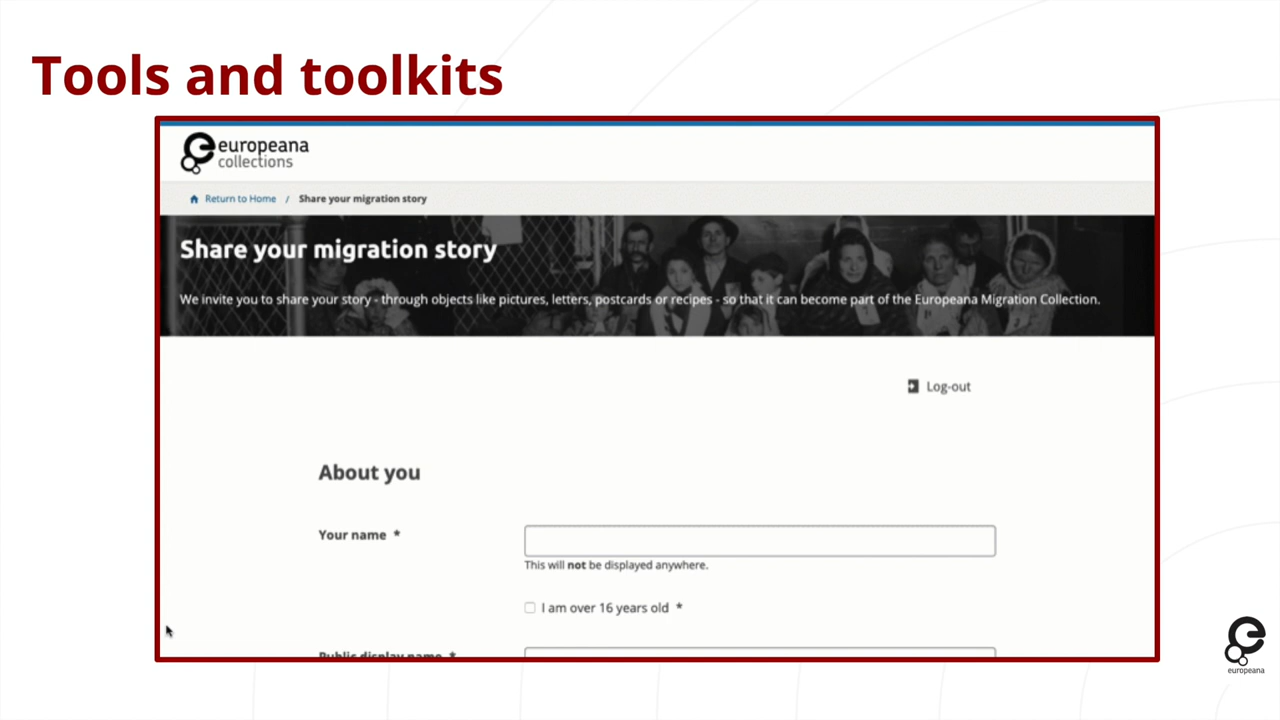 Tools and toolkits
europeana
collections
Return to Home / Share your migration story
Share your migration story
We invite you to share your story - through objects like pictures, letters, postcards or recipes - so that it can become part of the Europeana Migration Collection.
Log-out
About you
Your name *
This will not be displayed anywhere.
I am over 16 years old *
Public display name *
europeana